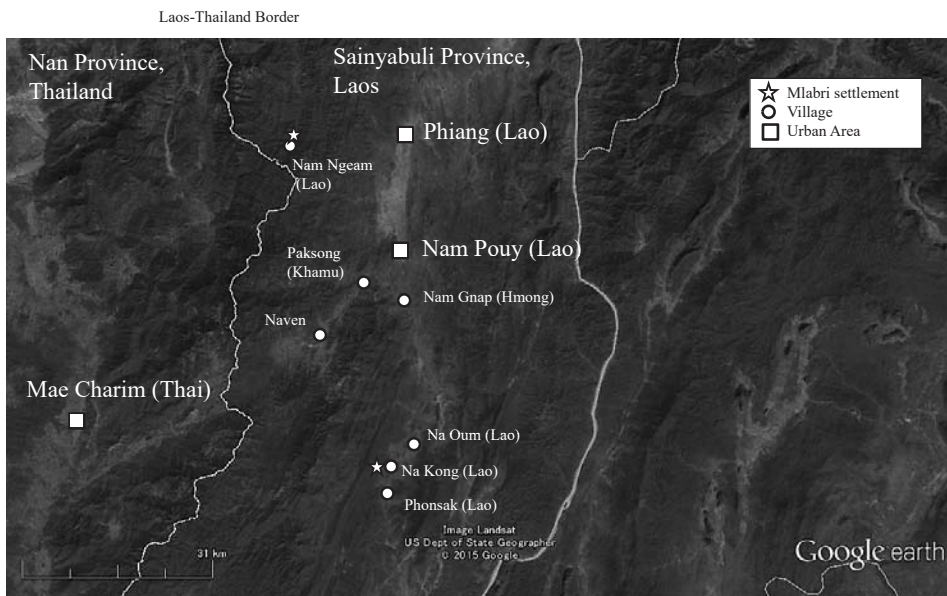 Laos-Thailand Border
Nan Province,
Thailand
Sainyabuli Province,
Laos
Mlabri settlement
Village
Urban Area
Phiang (Lao)
Nam Ngeam
(Lao)
Nam Pouy (Lao)
Paksong
(Khamu)
Nam Gnap (Hmong)
Naven
Mae Charim (Thai)
Na Oum (Lao)
Na Kong (Lao)
Phonsak (Lao)
Image Landsat
US Dept of State Geographer
© 2015 Google
31 km
Google earth